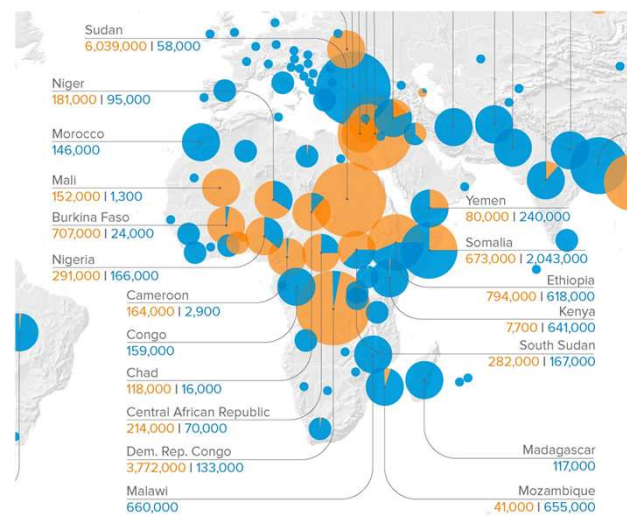 Sudan
6,039,000 | 58,000
Niger
181,000 | 95,000
Morocco
146,000
Mali
152,000 | 1,300
Burkina Faso
707,000 | 24,000
Nigeria
291,000 | 166,000
Cameroon
164,000 | 2,900
Congo
159,000
Chad
118,000 | 16,000
Central African Republic
214,000 | 70,000
Dem. Rep. Congo
3,772,000 | 133,000
Malawi
660,000
Yemen
80,000 | 240,000
Somalia
673,000 | 2,043,000
Ethiopia
794,000 | 618,000
Kenya
7,700 | 641,000
South Sudan
282,000 | 167,000
Madagascar
117,000
Mozambique
41,000 | 655,000